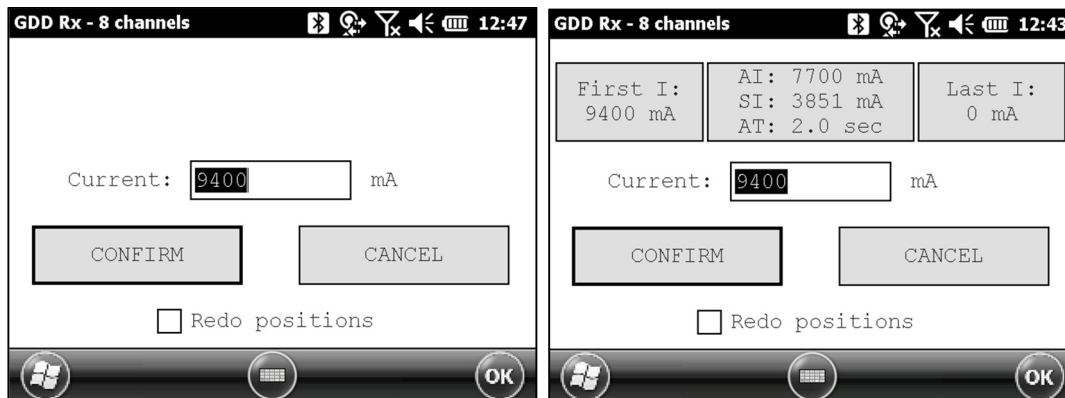 GDD Rx - 8 channels 12:47
Current: 9400 mA
CONFIRM CANCEL
Redo positions
OK
GDD Rx - 8 channels 12:43
First I:
9400 mA
AI: 7700 mA
SI: 3851 mA
AT: 2.0 sec
Last I:
0 mA
Current: 9400 mA
CONFIRM CANCEL
Redo positions
OK